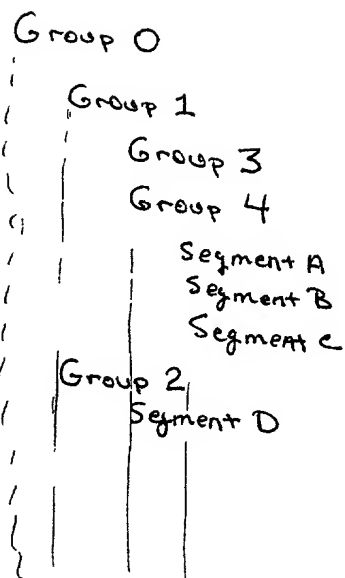 Group 0
Group 1
Group 3
Group 4
Segment A
Segment B
Segment C
Group 2
Segment D